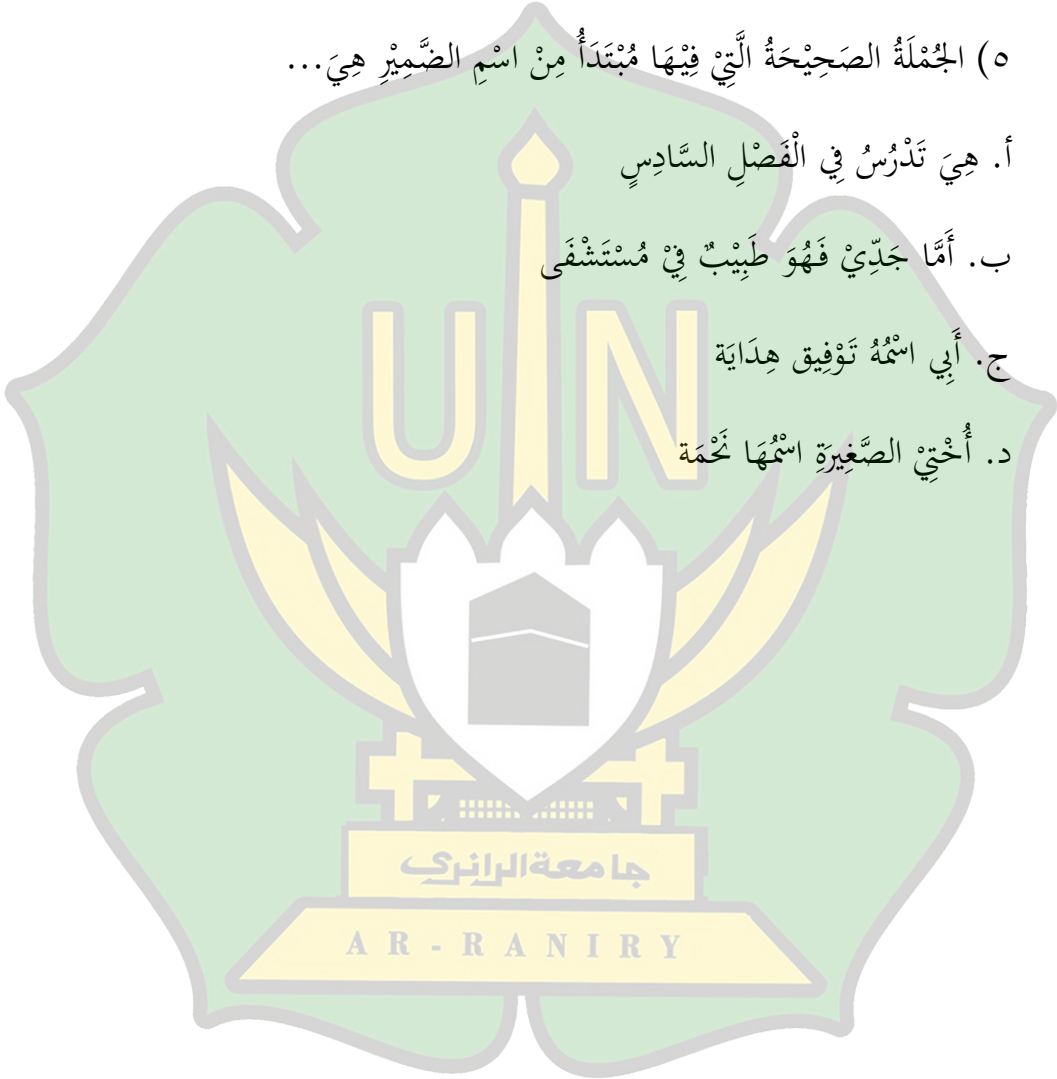 ٥) الجُمْلَةُ الصَحِيْحَةُ الَّتِيْ فِيْهَا مُبْتَدَأُ مِنْ اسْمِ الضَّمِيْرِ هِيَ...
أ. هِيَ تَدْرُسُ فِي الْفَصْلِ السَّادِسٍ
ب. أَمَّا جَدِّيْ فَهُوَ طَبِيْبٌ فِيْ مُسْتَشْفَى
ج. أَبِي اسْمُهُ تَوْفِيق هِدَايَة
د. أُخْتِيْ الصَّغِيرَةِ اسْمُهَا نَحْمَة
UIN
جامعة الرانري
AR-RANIRY